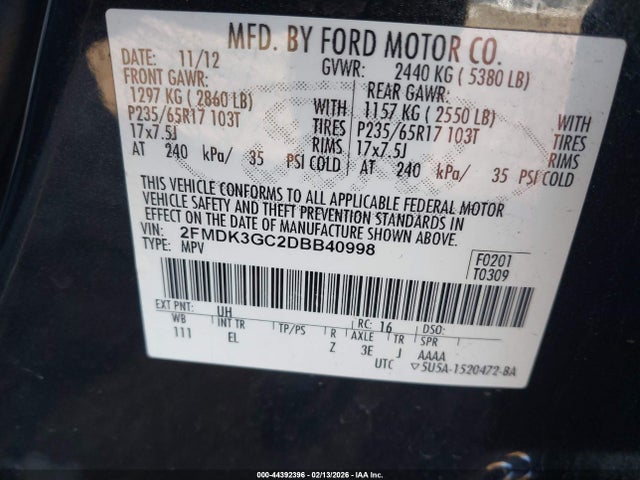 MFD. BY FORD MOTOR CO.
DATE: 11/12 GVWR: 2440 KG ( 5380 LB)
FRONT GAWR: REAR GAWR:
1297 KG ( 2860 LB) WITH 1157 KG ( 2550 LB) WITH
P235/65R17 103T TIRES P235/65R17 103T TIRES
17x7.5J RIMS 17x7.5J RIMS
AT 240 kPa/ 35 PSI COLD AT 240 kPa/ 35 PSI COLD
THIS VEHICLE CONFORMS TO ALL APPLICABLE FEDERAL MOTOR
VEHICLE SAFETY AND THEFT PREVENTION STANDARDS IN
EFFECT ON THE DATE OF MANUFACTURE SHOWN ABOVE.
VIN: 2FMDK3GC2DBB40998
TYPE: MPV
F0201
T0309
EXT PNT: UH RC: 16 DSO:
WB INT TR TP/PS R AXLE TR SPR
111 EL Z 3E J AAAA
UTC ▽5U5A-1520472-BA
000-44392396 - 02/13/2026 - IAA Inc.